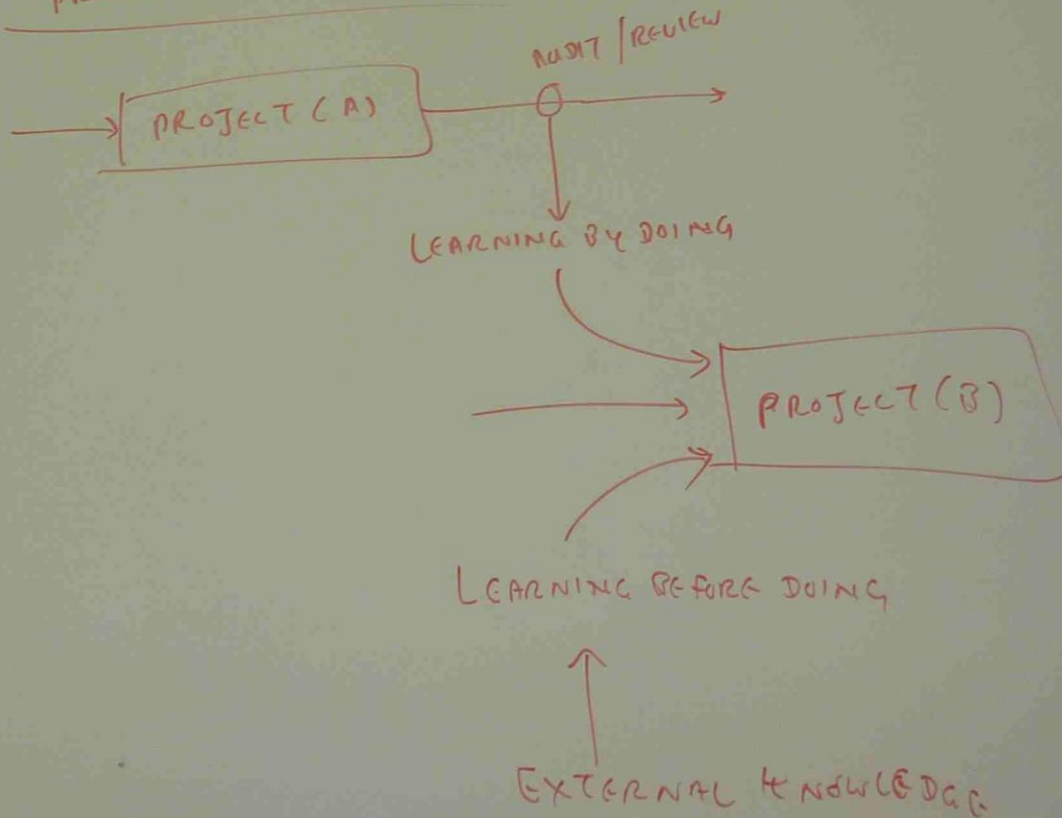 AUDIT / REVIEW
PROJECT (A)
LEARNING BY DOING
PROJECT (B)
LEARNING BEFORE DOING
EXTERNAL KNOWLEDGE